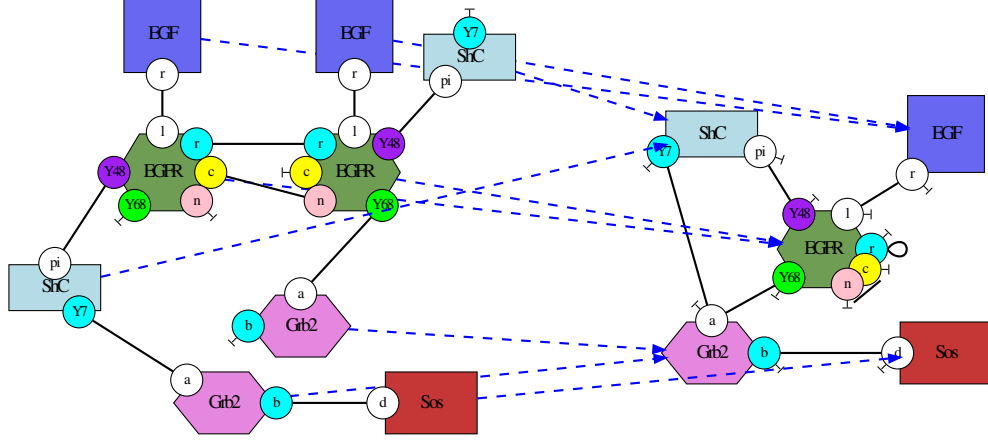 EGF
EGF
Y7
ShC
r
r
pi
l
r
r
l
Y48
Y48
EGFR
c
c
EGFR
Y68
n
n
Y68
pi
ShC
Y7
a
b
Grb2
a
Grb2
b
d
Sos
ShC
Y7
pi
EGF
r
Y48
l
EGFR
r
c
Y68
n
a
Grb2
b
d
Sos